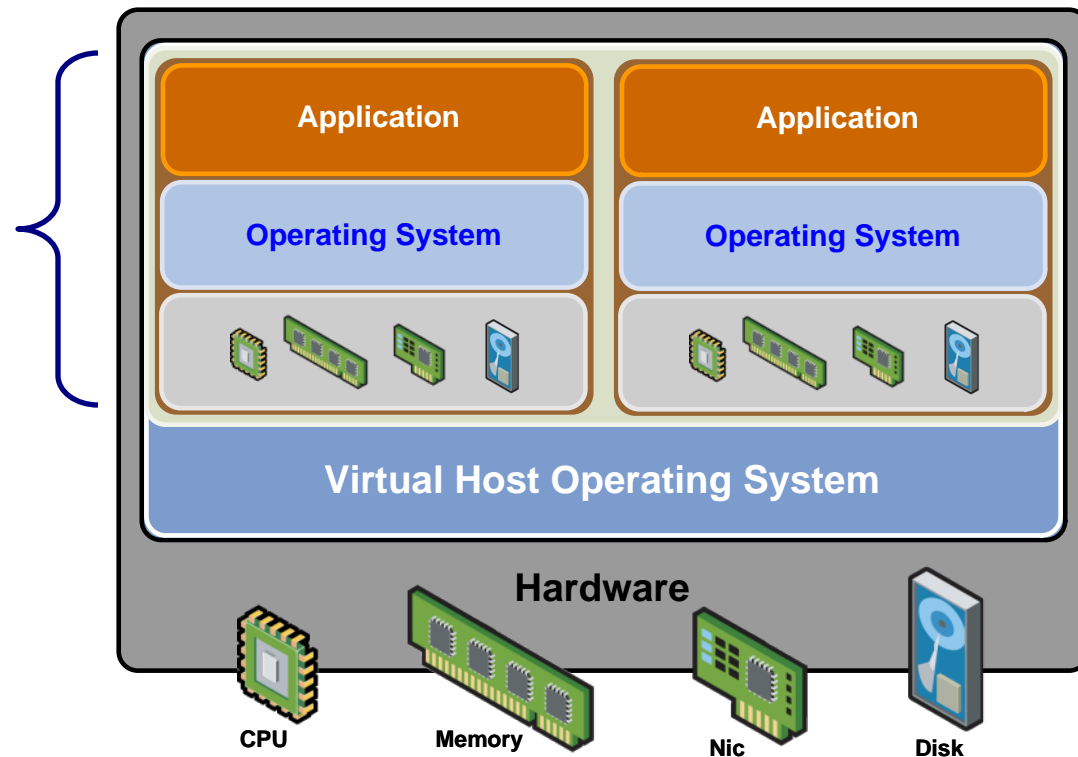 Application
Application
Operating System
Operating System
Virtual Host Operating System
Hardware
CPU
Memory
Nic
Disk